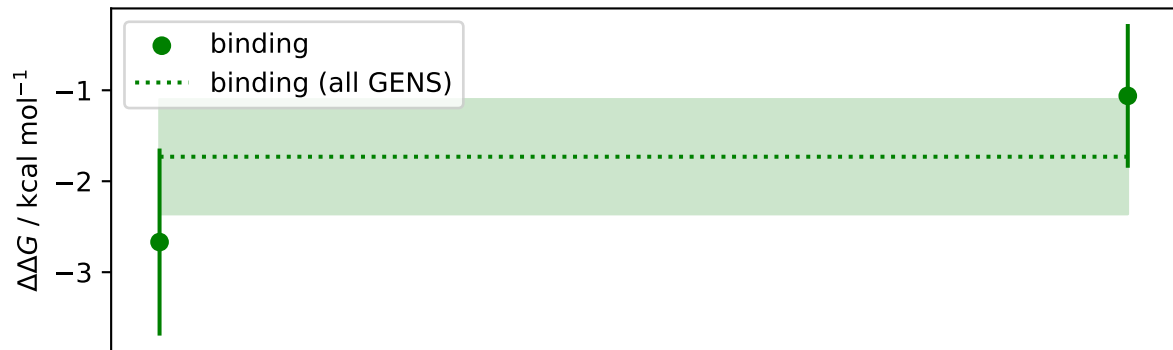 binding
binding (all GENS)
ΔΔG / kcal mol⁻¹
−1
−2
−3